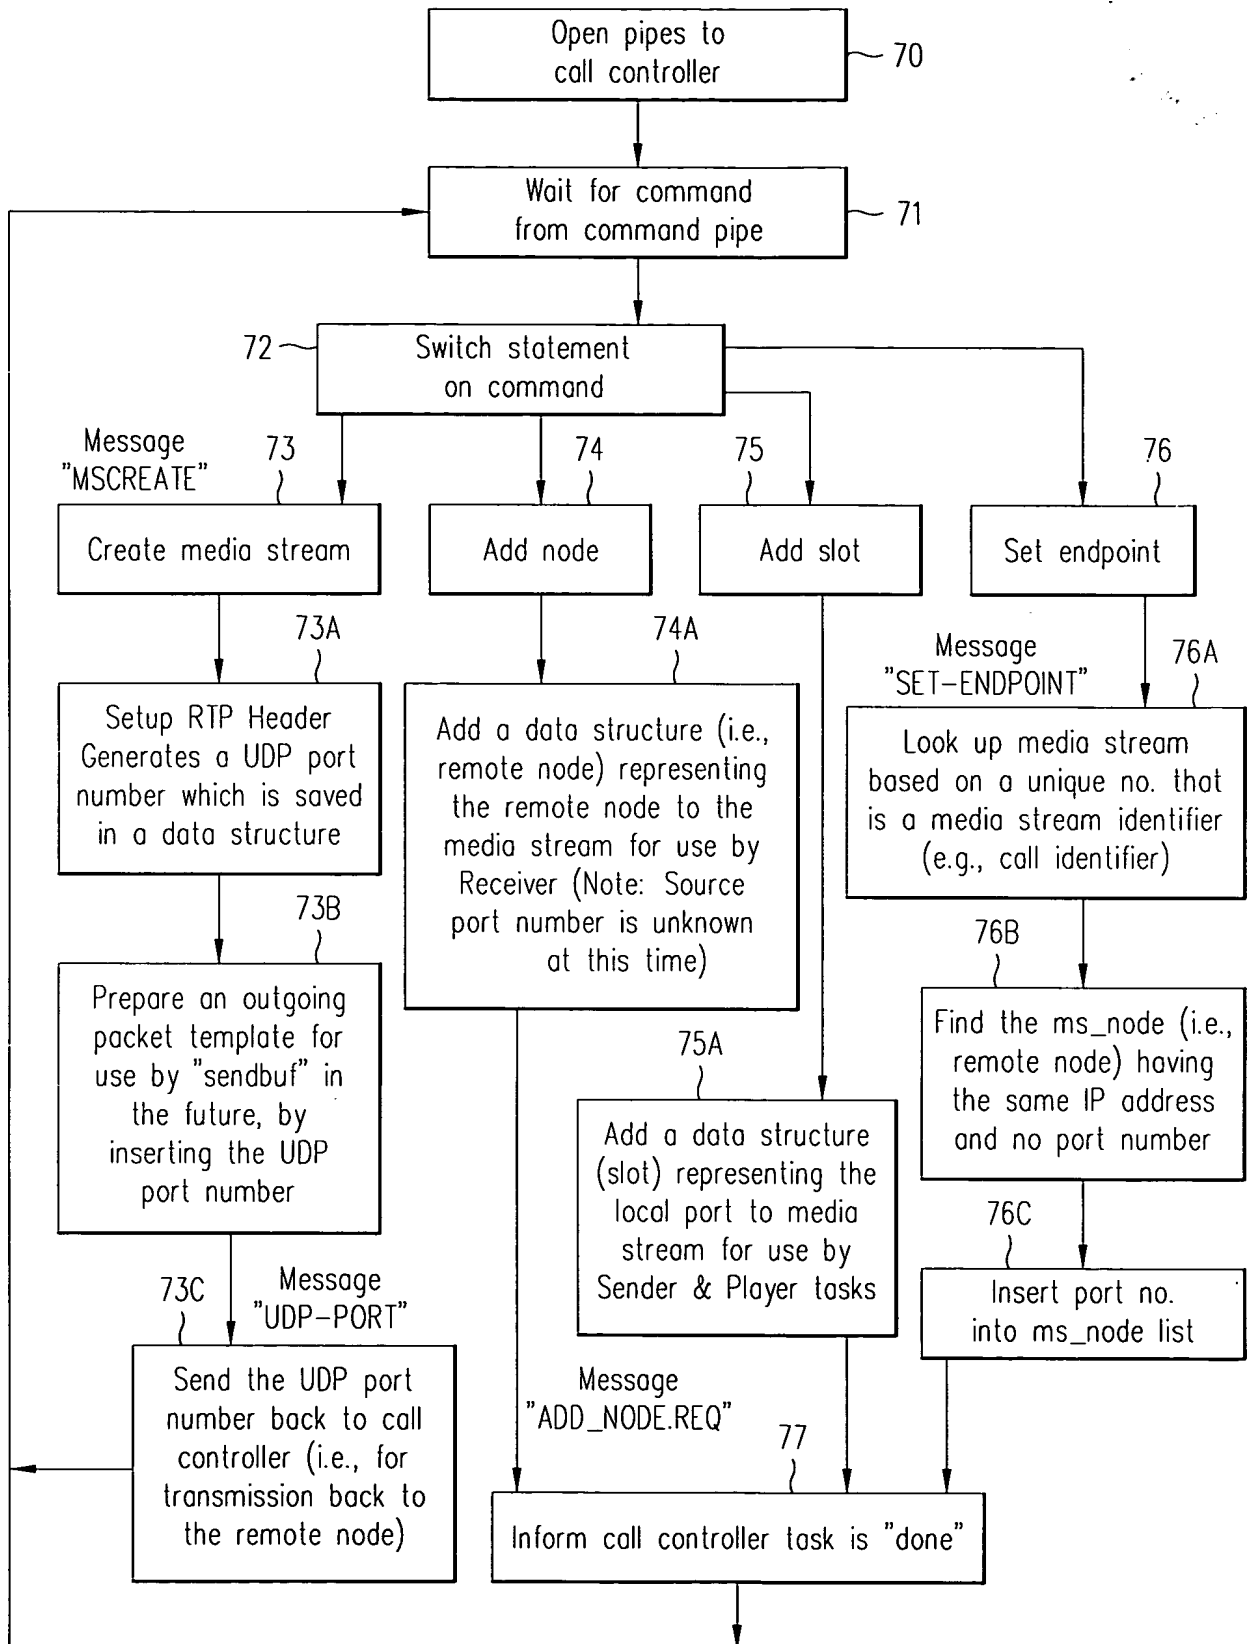 Open pipes to
call controller
70
Wait for command
from command pipe
71
72
Switch statement
on command
Message
"MSCREATE"
73
74
75
76
Create media stream
Add node
Add slot
Set endpoint
73A
Setup RTP Header
Generates a UDP port
number which is saved
in a data structure
74A
Add a data structure (i.e.,
remote node) representing
the remote node to the
media stream for use by
Receiver (Note: Source
port number is unknown
at this time)
Message
"SET-ENDPOINT"
76A
Look up media stream
based on a unique no. that
is a media stream identifier
(e.g., call identifier)
73B
Prepare an outgoing
packet template for
use by "sendbuf" in
the future, by
inserting the UDP
port number
76B
Find the ms_node (i.e.,
remote node) having
the same IP address
and no port number
75A
Add a data structure
(slot) representing the
local port to media
stream for use by
Sender & Player tasks
76C
Insert port no.
into ms_node list
73C
Message
"UDP-PORT"
Send the UDP port
number back to call
controller (i.e., for
transmission back to
the remote node)
Message
"ADD_NODE.REQ"
77
Inform call controller task is "done"